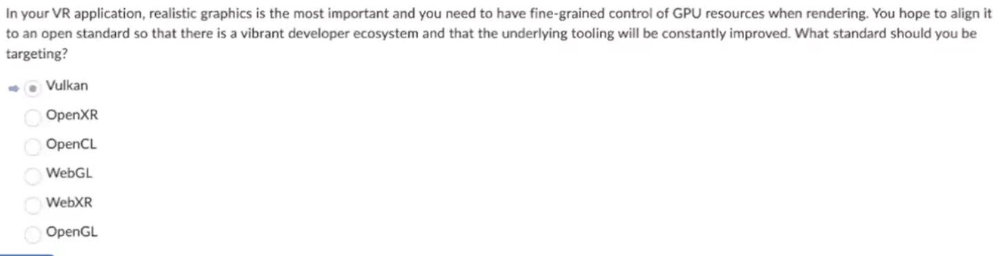 In your VR application, realistic graphics is the most important and you need to have fine-grained control of GPU resources when rendering. You hope to align it
to an open standard so that there is a vibrant developer ecosystem and that the underlying tooling will be constantly improved. What standard should you be
targeting?
Vulkan
OpenXR
OpenCL
WebGL
WebXR
OpenGL